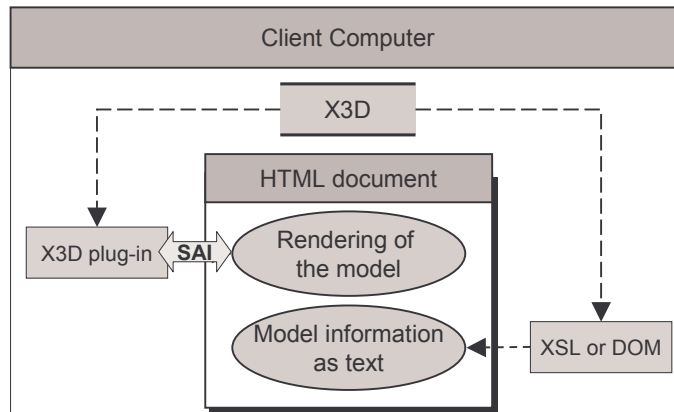 Client Computer
X3D
HTML document
X3D plug-in
SAI
Rendering of
the model
Model information
as text
XSL or DOM